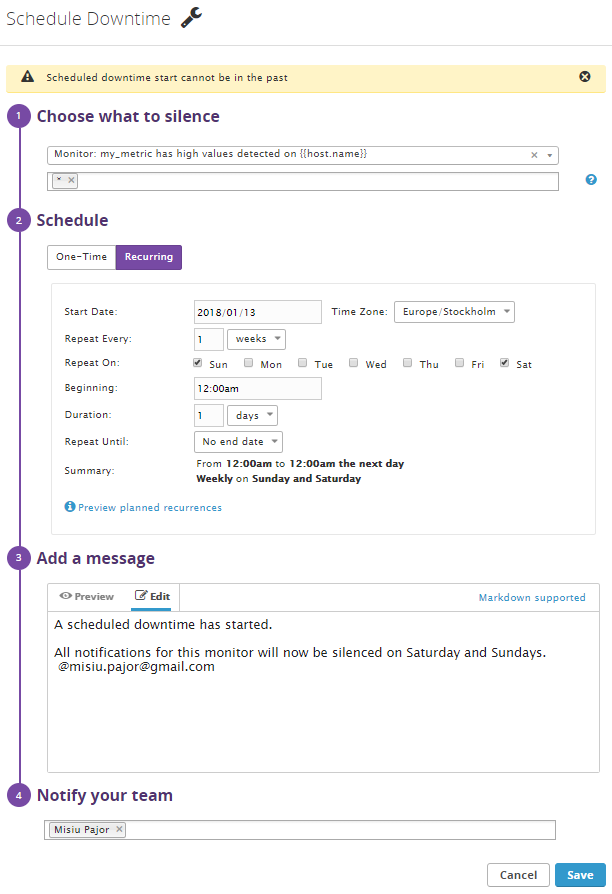 Schedule Downtime
Scheduled downtime start cannot be in the past
1 Choose what to silence
Monitor: my_metric has high values detected on {{host.name}}
*
2 Schedule
One-Time Recurring
Start Date: 2018/01/13 Time Zone: Europe/Stockholm
Repeat Every: 1 weeks
Repeat On: Sun Mon Tue Wed Thu Fri Sat
Beginning: 12:00am
Duration: 1 days
Repeat Until: No end date
Summary: From 12:00am to 12:00am the next day
Weekly on Sunday and Saturday
Preview planned recurrences
3 Add a message
Preview Edit Markdown supported
A scheduled downtime has started.
All notifications for this monitor will now be silenced on Saturday and Sundays.
@misiu.pajor@gmail.com
4 Notify your team
Misiu Pajor
Cancel Save